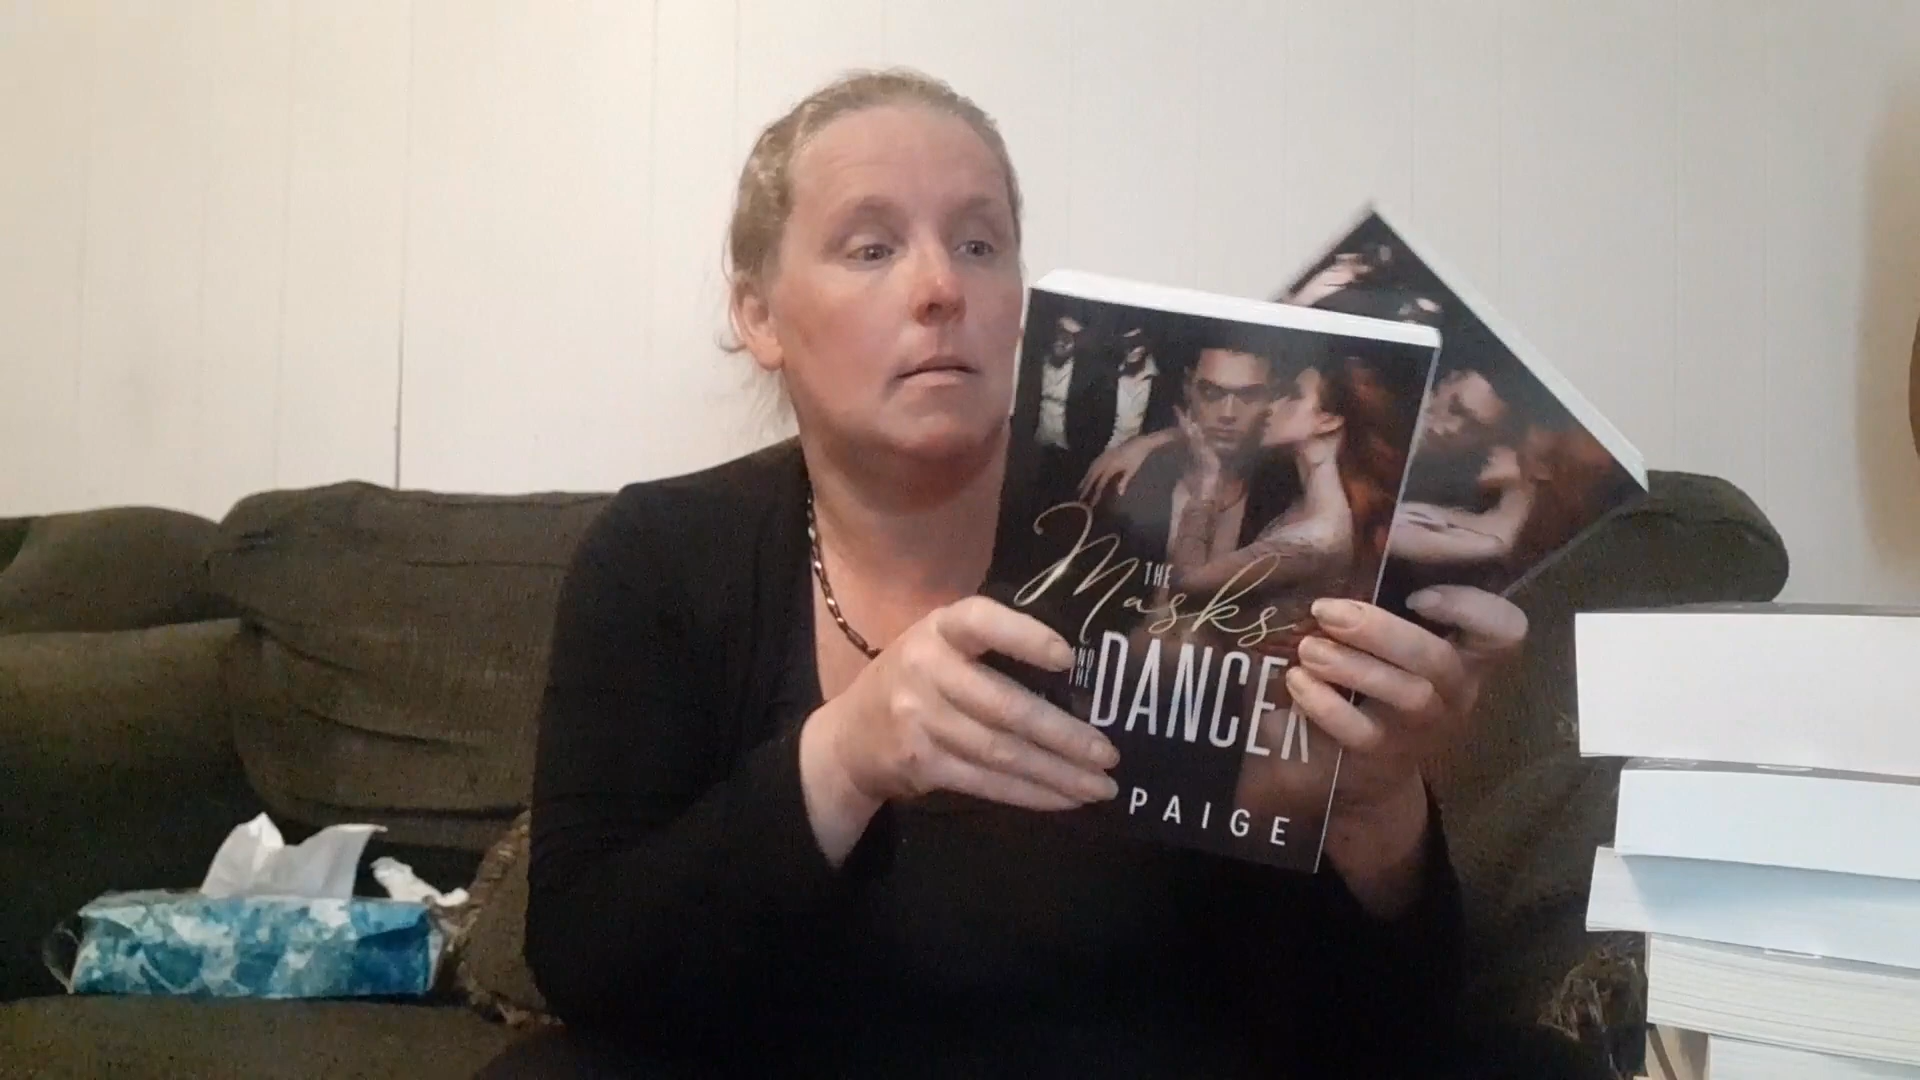 THE
Masks
AND
THE
DANCER
PAIGE